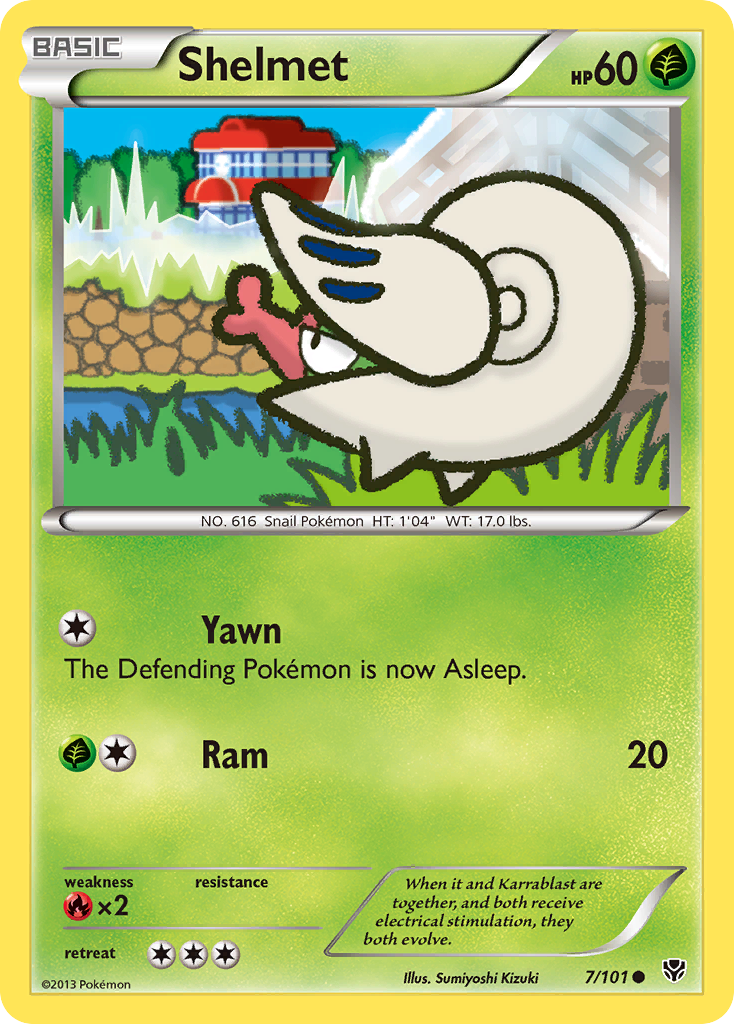 BASIC
Shelmet
HP60
NO. 616 Snail Pokémon HT: 1'04" WT: 17.0 lbs.
Yawn
The Defending Pokémon is now Asleep.
Ram 20
weakness resistance
×2
retreat
When it and Karrablast are
together, and both receive
electrical stimulation, they
both evolve.
©2013 Pokémon
Illus. Sumiyoshi Kizuki
7/101